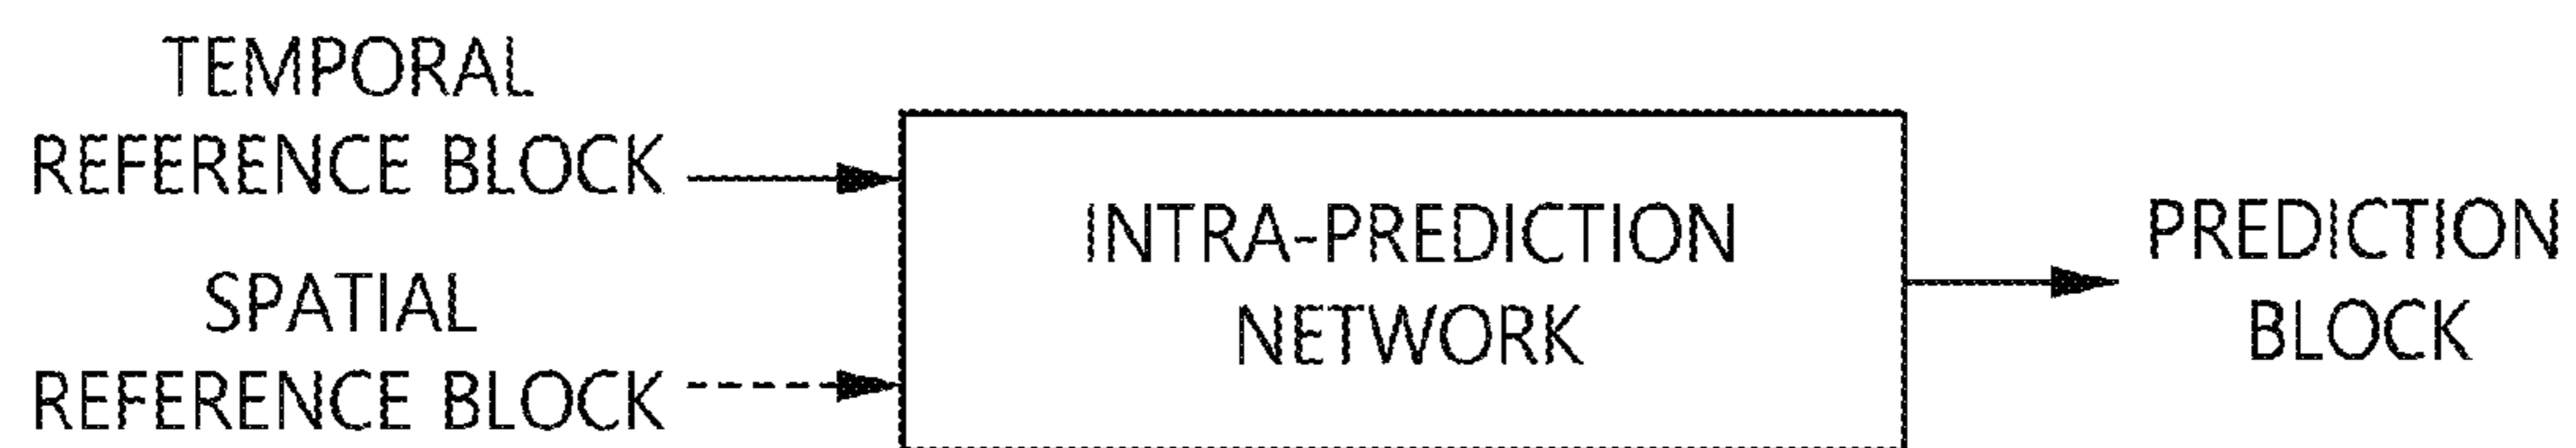 TEMPORAL
REFERENCE BLOCK
SPATIAL
REFERENCE BLOCK
INTRA-PREDICTION
NETWORK
PREDICTION
BLOCK